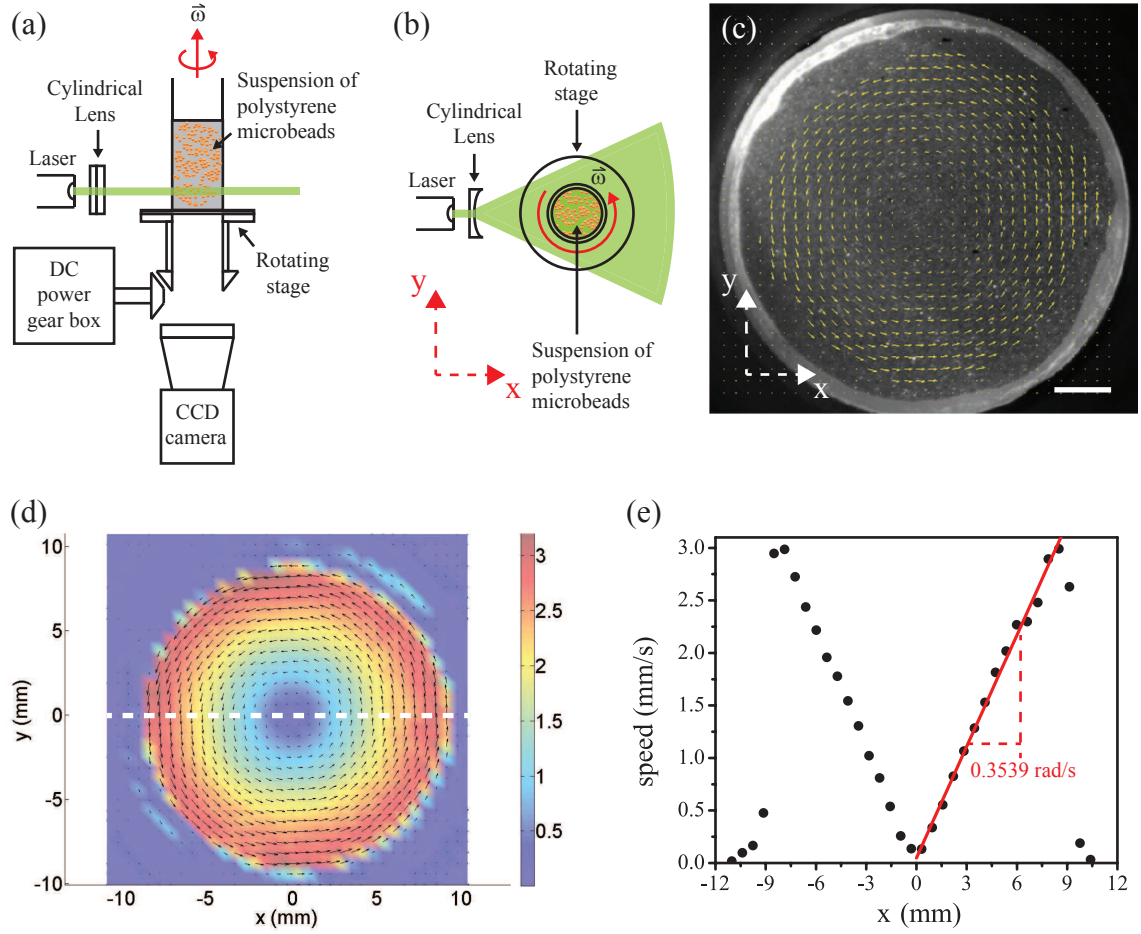 (a)
ω
Suspension of
polystyrene
microbeads
Cylindrical
Lens
Laser
Rotating
stage
DC
power
gear box
CCD
camera
(b)
Rotating
stage
Cylindrical
Lens
Laser
ω
y
x
Suspension of
polystyrene
microbeads
(c)
y
x
(d)
y (mm)
10
5
0
-5
-10
-10
-5
0
5
10
x (mm)
3
2.5
2
1.5
1
0.5
(e)
speed (mm/s)
3.0
2.5
2.0
1.5
1.0
0.5
0.0
0.3539 rad/s
-12
-9
-6
-3
0
3
6
9
12
x (mm)